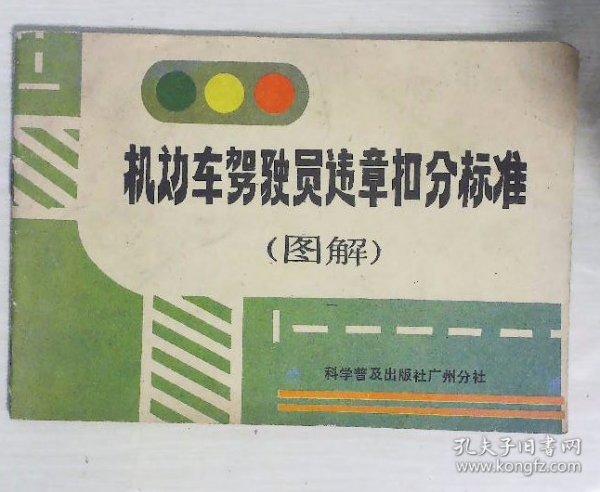 机动车驾驶员违章扣分标准
(图解)
科学普及出版社广州分社
孔夫子旧书网
www.kongfz.com